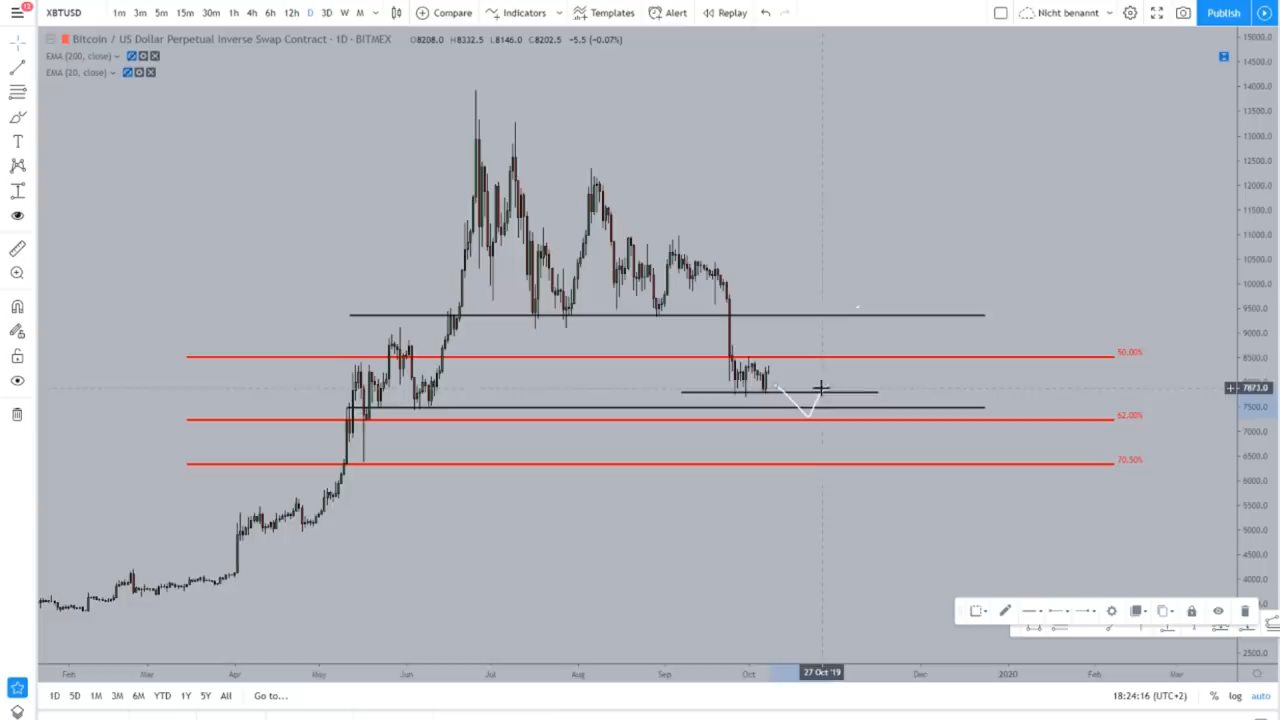 11
XBTUSD
1m 3m 5m 15m 30m 1h 4h 6h 12h D 3D W M
Compare
Indicators
Templates
Alert
Replay
Nicht benannt
Publish
Bitcoin / US Dollar Perpetual Inverse Swap Contract · 1D · BITMEX O8208.0 H8332.5 L8146.0 C8202.5 -5.5 (-0.07%)
EMA (200, close)
EMA (20, close)
15000.0
14500.0
14000.0
13500.0
13000.0
12500.0
12000.0
11500.0
11000.0
10500.0
10000.0
9500.0
9000.0
50.00%
8500.0
7873.0
7500.0
62.00%
7000.0
70.50%
6500.0
6000.0
5500.0
5000.0
4500.0
4000.0
2500.0
Feb Mar Apr May Jun Jul Aug Sep Oct 27 Oct '19 Dec 2020 Feb Mar
1D 5D 1M 3M 6M YTD 1Y 5Y All Go to...
18:24:16 (UTC+2) % log auto